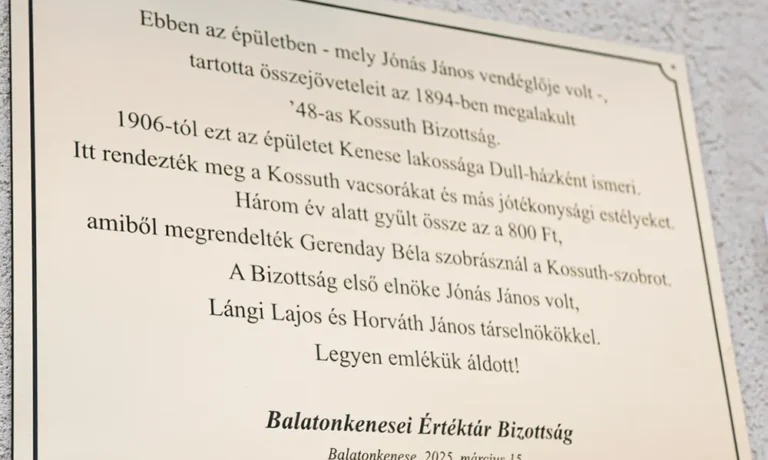 Ebben az épületben - mely Jónás János vendéglője volt -,
tartotta összejöveteleit az 1894-ben megalakult
’48-as Kossuth Bizottság.
1906-tól ezt az épületet Kenese lakossága Dull-házként ismeri.
Itt rendezték meg a Kossuth vacsorákat és más jótékonysági estélyeket.
Három év alatt gyűlt össze az a 800 Ft,
amiből megrendelték Gerenday Béla szobrásznál a Kossuth-szobrot.
A Bizottság első elnöke Jónás János volt,
Lángi Lajos és Horváth János társelnökökkel.
Legyen emlékük áldott!
Balatonkenesei Értéktár Bizottság
Balatonkenese, 2025. március 15.